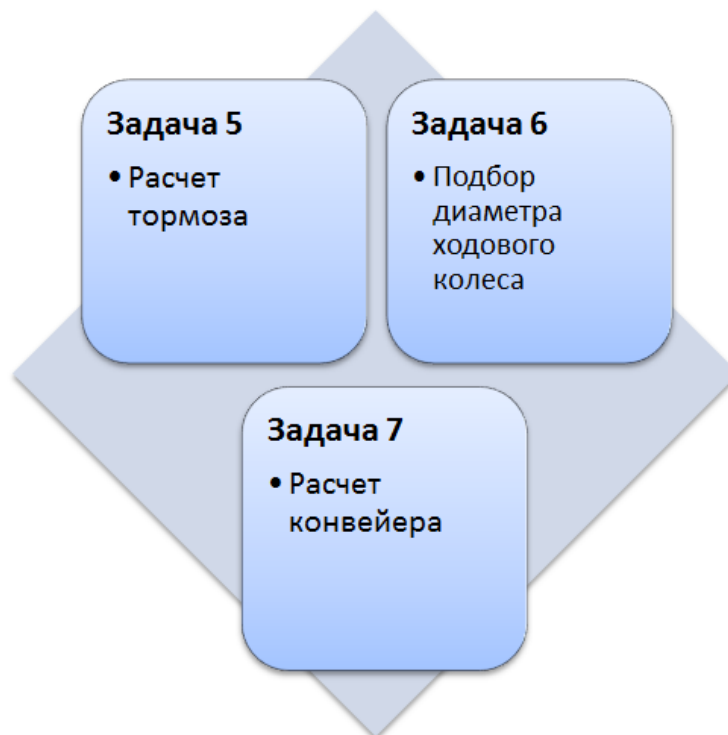 Задача 5
• Расчет
тормоза
Задача 6
• Подбор
диаметра
ходового
колеса
Задача 7
• Расчет
конвейера